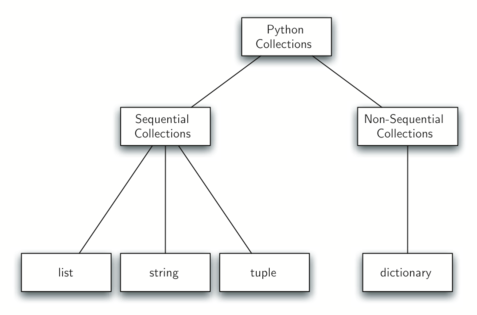 Python
Collections
Sequential
Collections
Non-Sequential
Collections
list
string
tuple
dictionary